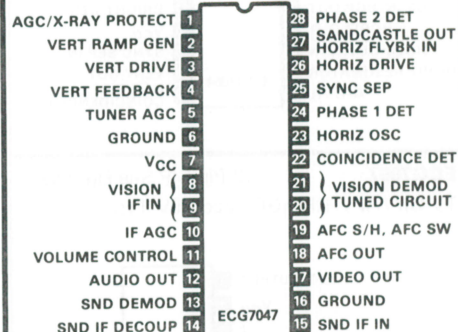 AGC/X-RAY PROTECT 1
VERT RAMP GEN 2
VERT DRIVE 3
VERT FEEDBACK 4
TUNER AGC 5
GROUND 6
VCC 7
VISION IF IN { 8
9
IF AGC 10
VOLUME CONTROL 11
AUDIO OUT 12
SND DEMOD 13
SND IF DECOUP 14
ECG7047
28 PHASE 2 DET
27 SANDCASTLE OUT
HORIZ FLYBK IN
26 HORIZ DRIVE
25 SYNC SEP
24 PHASE 1 DET
23 HORIZ OSC
22 COINCIDENCE DET
21 } VISION DEMOD
20 TUNED CIRCUIT
19 AFC S/H, AFC SW
18 AFC OUT
17 VIDEO OUT
16 GROUND
15 SND IF IN